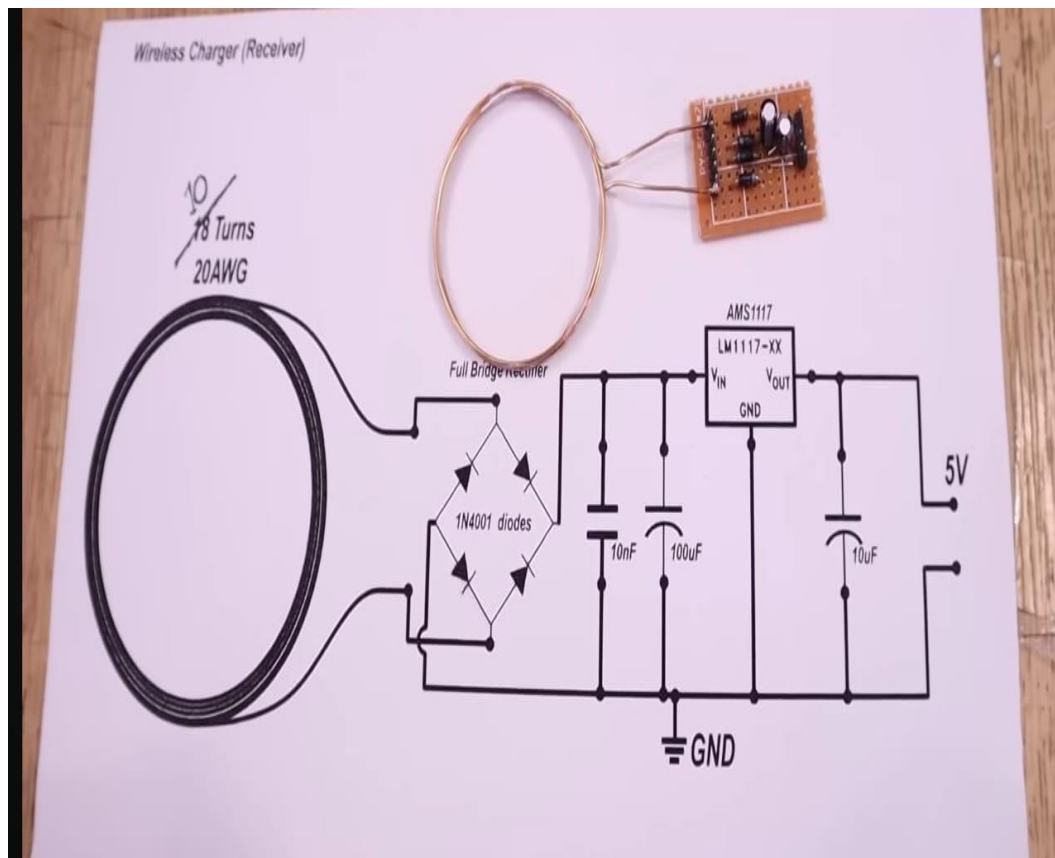 Wireless Charger (Receiver)
10
18 Turns
20AWG
AMS1117
LM1117-XX
VIN VOUT
GND
Full Bridge Rectifier
5V
1N4001 diodes
10nF
100uF
10uF
GND